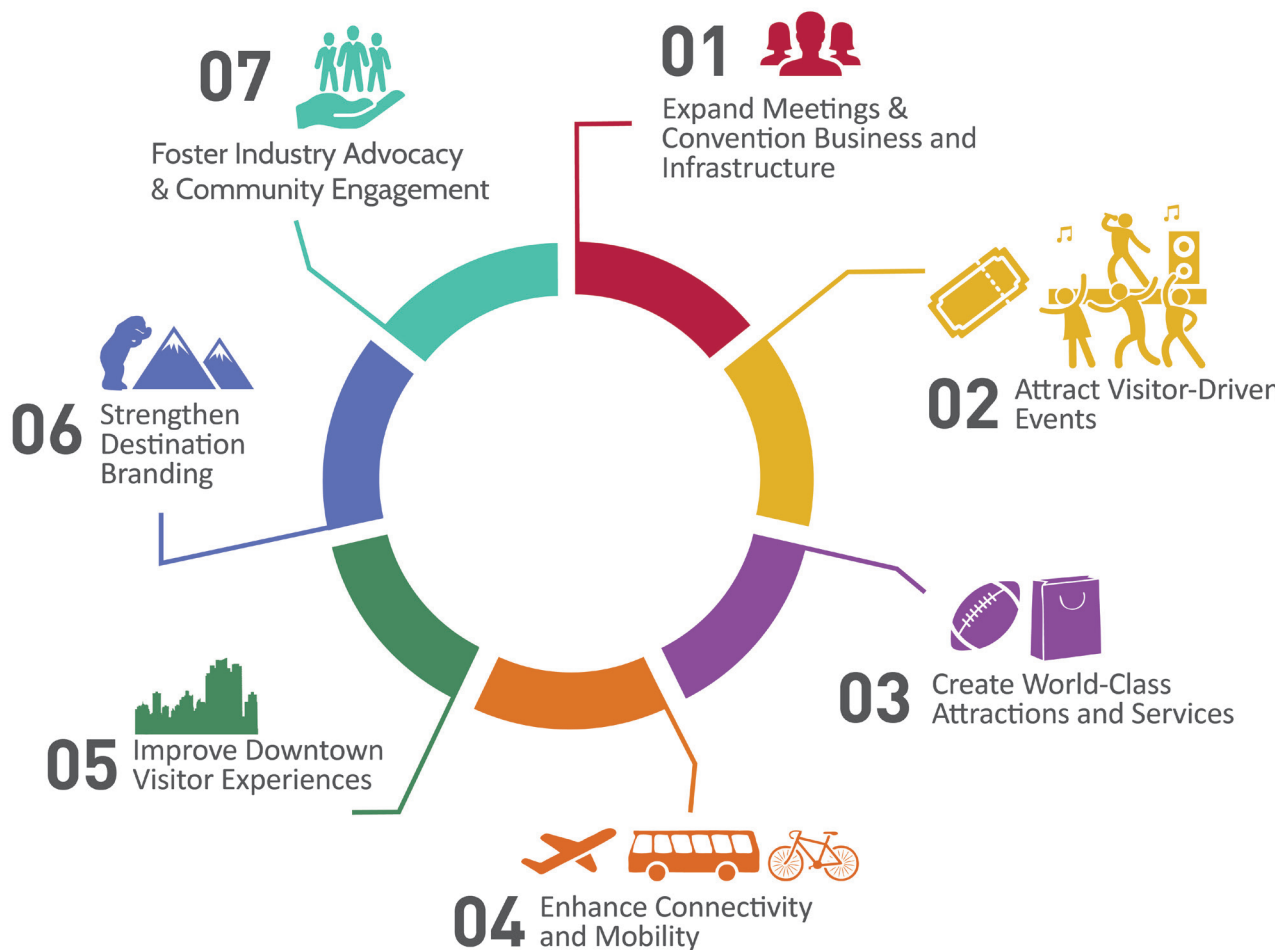 01
Expand Meetings &
Convention Business and
Infrastructure
02
Attract Visitor-Driven
Events
03
Create World-Class
Attractions and Services
04
Enhance Connectivity
and Mobility
05
Improve Downtown
Visitor Experiences
06
Strengthen
Destination
Branding
07
Foster Industry Advocacy
& Community Engagement